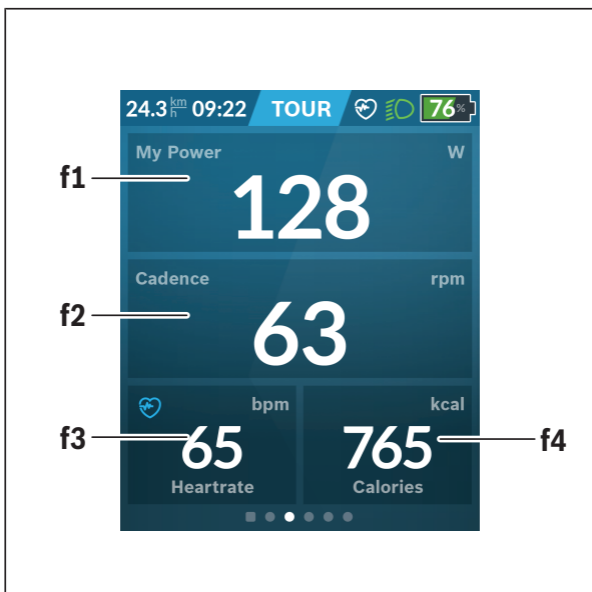 24.3 km/h 09:22 TOUR 76%
My Power W
f1
128
Cadence rpm
f2
63
bpm kcal
f3 65 765 f4
Heartrate Calories